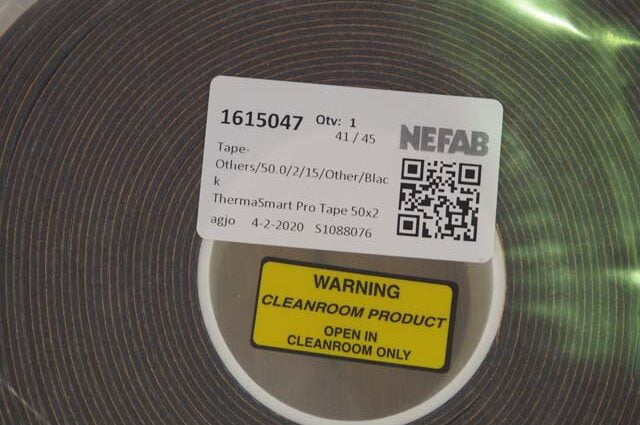 1615047 Qty: 1
41 / 45
NEFAB
Tape-
Others/50.0/2/15/Other/Blac
k
ThermaSmart Pro Tape 50x2
agjo 4-2-2020 S1088076
WARNING
CLEANROOM PRODUCT
OPEN IN
CLEANROOM ONLY